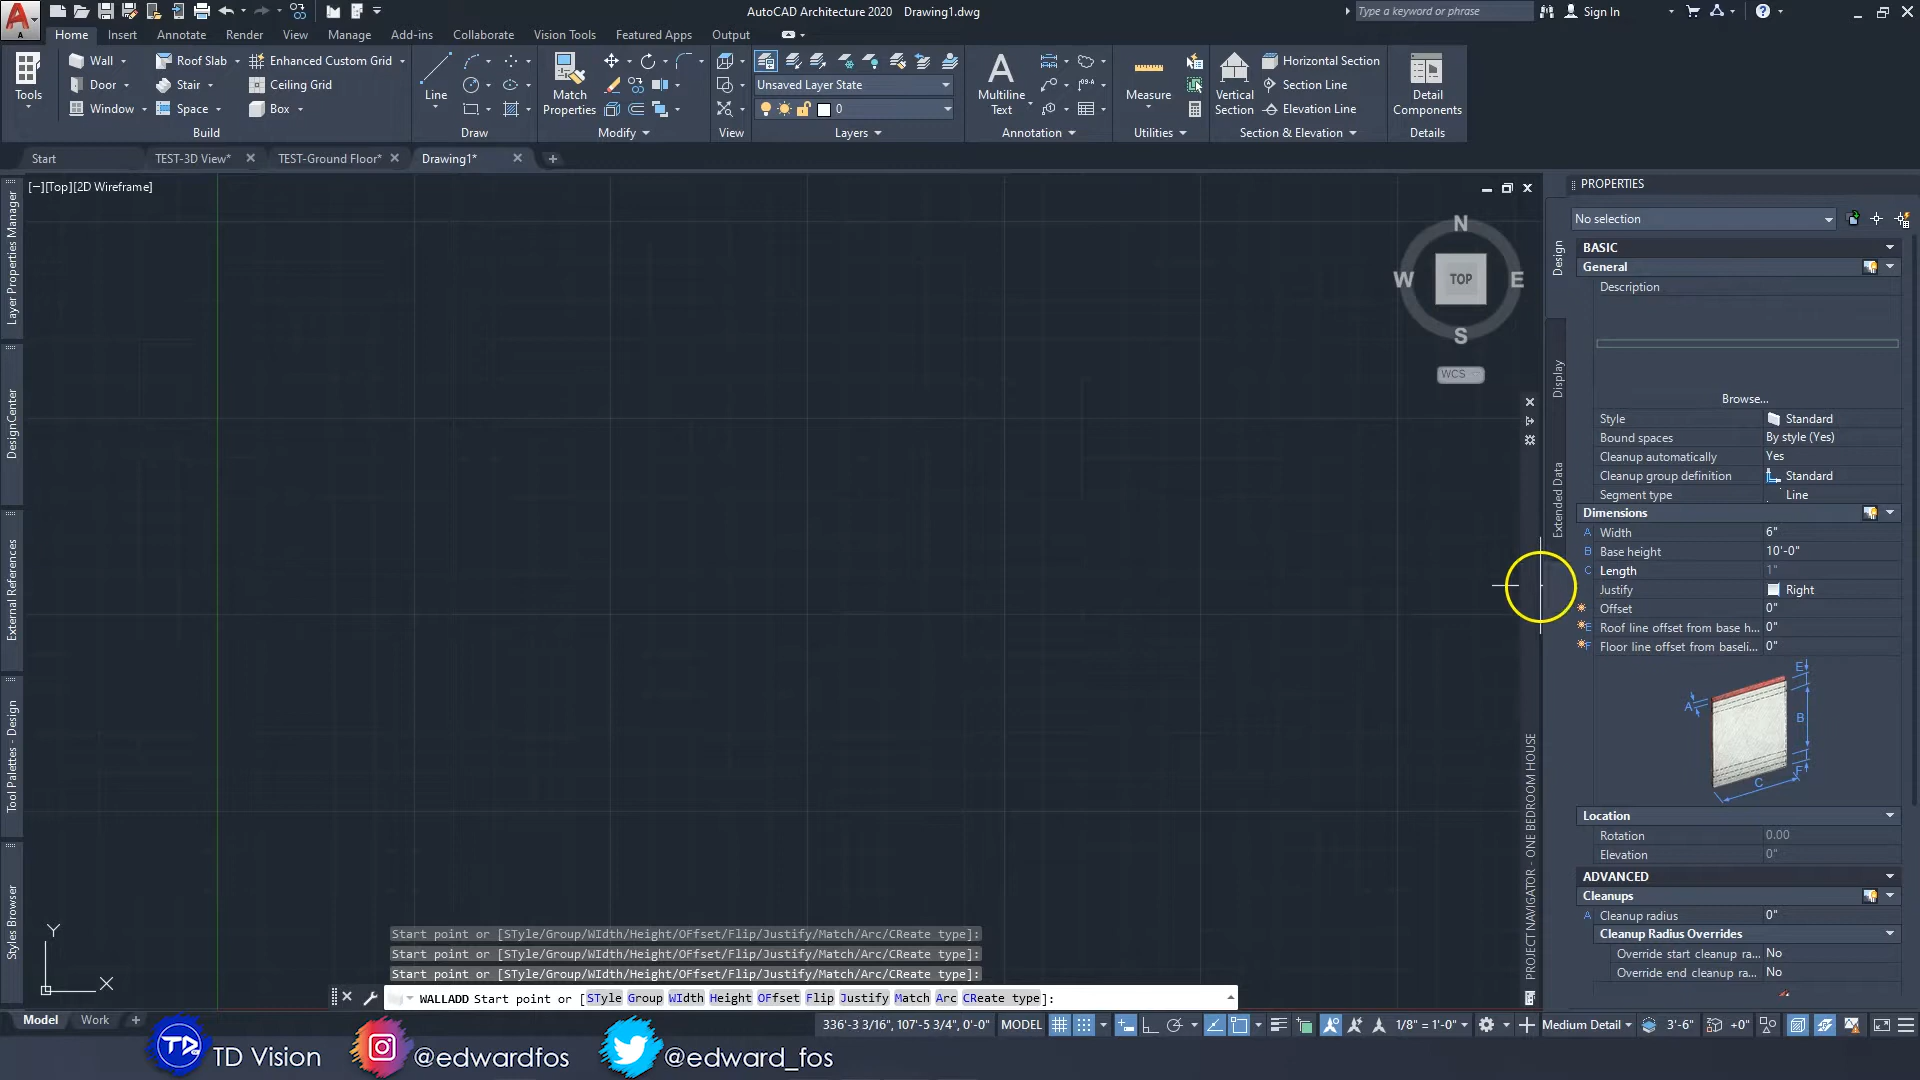 AutoCAD Architecture 2020 Drawing1.dwg
Type a keyword or phrase
Sign In
Home Insert Annotate Render View Manage Add-ins Collaborate Vision Tools Featured Apps Output
Tools
Wall
Door
Window
Roof Slab
Stair
Space
Enhanced Custom Grid
Ceiling Grid
Box
Build
Line
Draw
Match Properties
Modify
View
Unsaved Layer State
0
Layers
Multiline Text
Annotation
Measure
Utilities
Vertical Section
Horizontal Section
Section Line
Elevation Line
Section & Elevation
Detail Components
Details
Start TEST-3D View* TEST-Ground Floor* Drawing1*
[−][Top][2D Wireframe]
Layer Properties Manager
DesignCenter
External References
Tool Palettes - Design
Styles Browser
N
W TOP E
S
WCS
Y
X
PROJECT NAVIGATOR - ONE BEDROOM HOUSE
Design
Display
Extended Data
PROPERTIES
No selection
BASIC
General
Description
Browse...
Style Standard
Bound spaces By style (Yes)
Cleanup automatically Yes
Cleanup group definition Standard
Segment type Line
Dimensions
A Width 6"
B Base height 10'-0"
C Length 1"
Justify Right
Offset 0"
E Roof line offset from base h... 0"
F Floor line offset from baseli... 0"
E
A
B
F
C
Location
Rotation 0.00
Elevation 0"
ADVANCED
Cleanups
A Cleanup radius 0"
Cleanup Radius Overrides
Override start cleanup ra... No
Override end cleanup ra... No
Start point or [STyle/Group/WIdth/Height/OFfset/Flip/Justify/Match/Arc/CReate type]:
Start point or [STyle/Group/WIdth/Height/OFfset/Flip/Justify/Match/Arc/CReate type]:
Start point or [STyle/Group/WIdth/Height/OFfset/Flip/Justify/Match/Arc/CReate type]:
WALLADD Start point or [STyle Group WIdth Height OFfset Flip Justify Match Arc CReate type]:
Model Work
336'-3 3/16", 107'-5 3/4", 0'-0" MODEL 1/8" = 1'-0" Medium Detail 3'-6" +0"
TD Vision @edwardfos @edward_fos